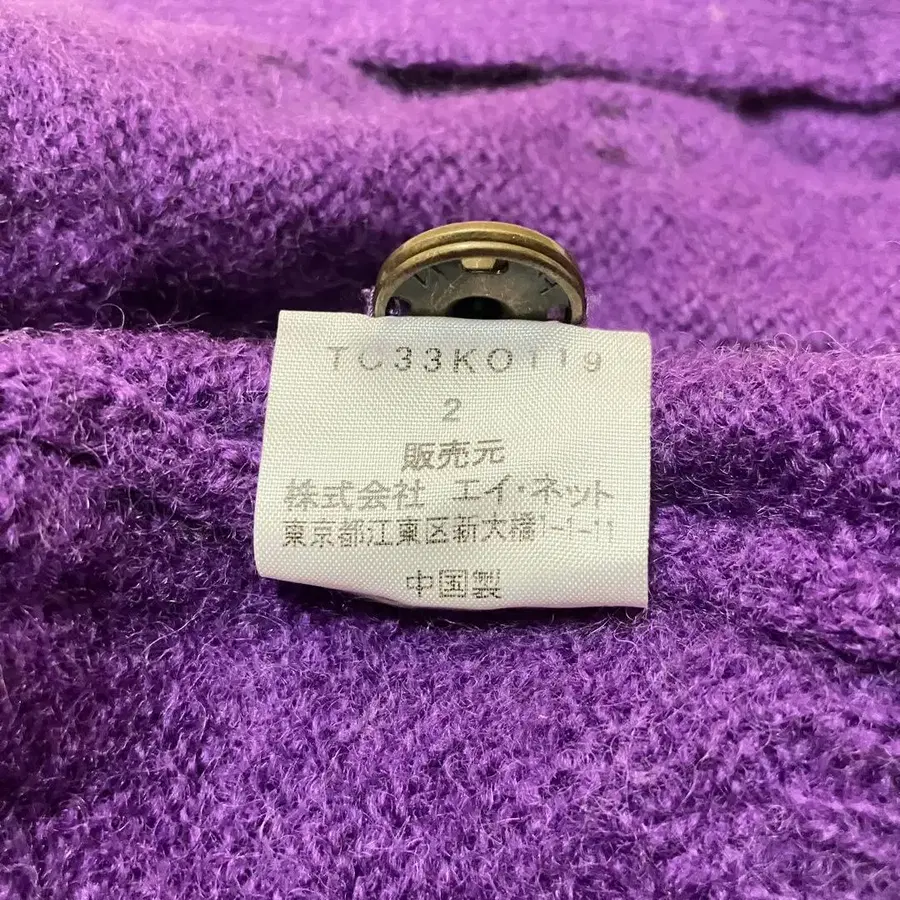 TC33K0119
2
販売元
株式会社 エイ・ネット
東京都江東区新大橋1-1-11
中国製